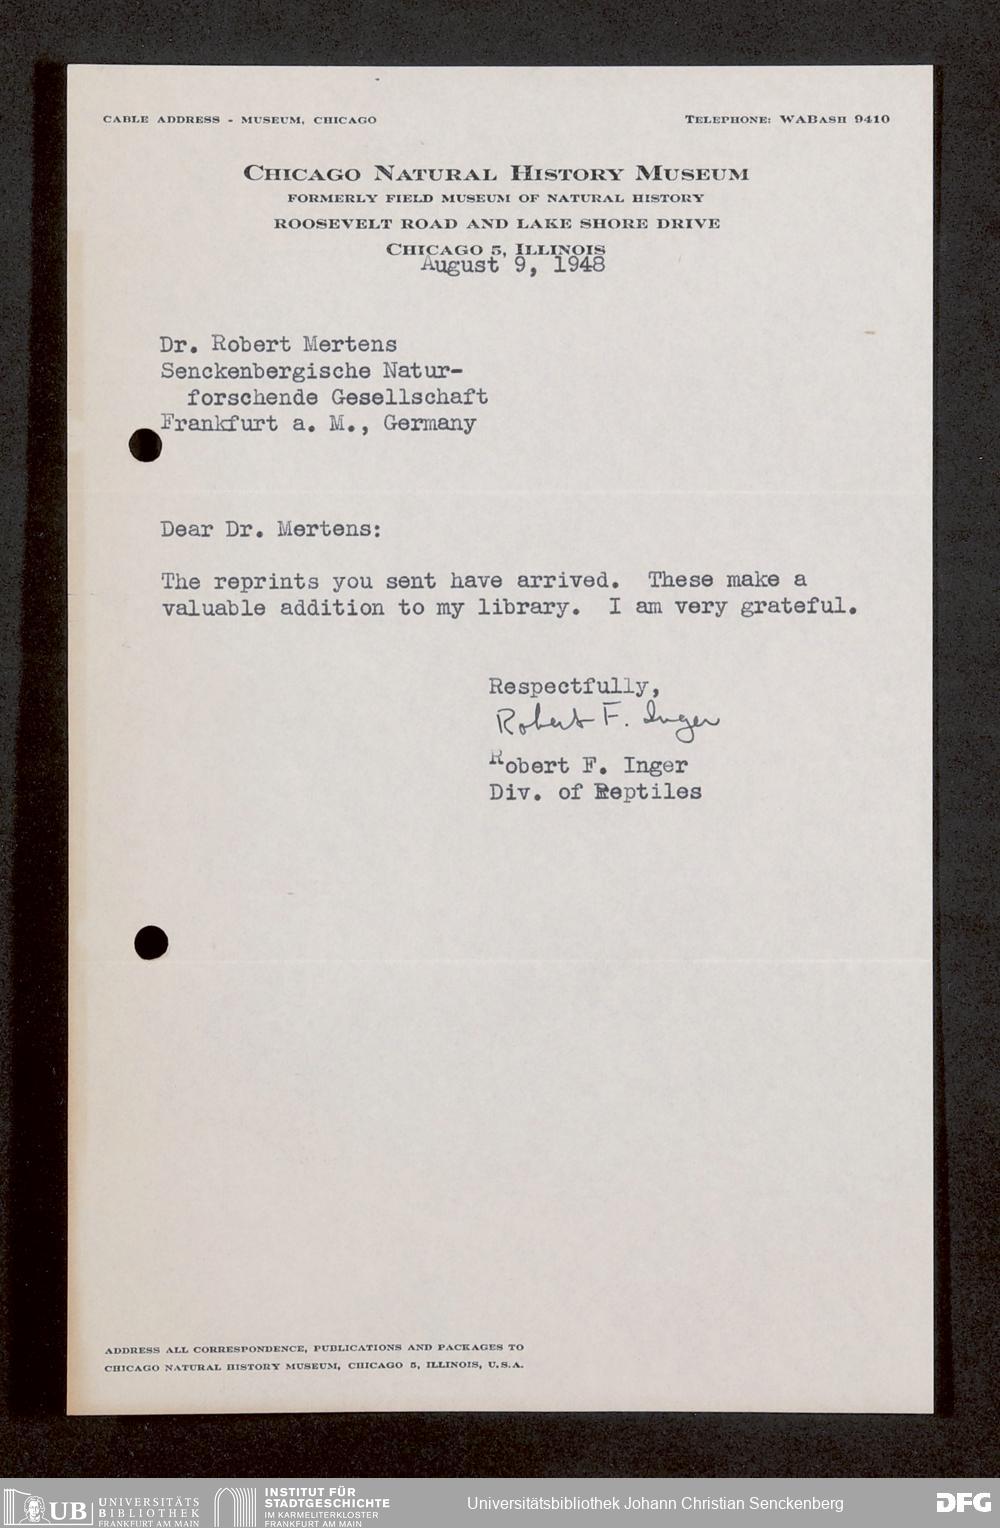 CABLE ADDRESS - MUSEUM, CHICAGO
TELEPHONE: WABASH 9410
CHICAGO NATURAL HISTORY MUSEUM
FORMERLY FIELD MUSEUM OF NATURAL HISTORY
ROOSEVELT ROAD AND LAKE SHORE DRIVE
CHICAGO 5, ILLINOIS
August 9, 1948
Dr. Robert Mertens
Senckenbergische Natur-
forschende Gesellschaft
Frankfurt a. M., Germany
Dear Dr. Mertens:
The reprints you sent have arrived. These make a
valuable addition to my library. I am very grateful.
Respectfully,
Robert F. Inger
Robert F. Inger
Div. of Reptiles
ADDRESS ALL CORRESPONDENCE, PUBLICATIONS AND PACKAGES TO
CHICAGO NATURAL HISTORY MUSEUM, CHICAGO 5, ILLINOIS, U.S.A.
UB
UNIVERSITÄTS
BIBLIOTHEK
FRANKFURT AM MAIN
INSTITUT FÜR
STADTGESCHICHTE
IM KARMELITERKLOSTER
FRANKFURT AM MAIN
Universitätsbibliothek Johann Christian Senckenberg
DFG